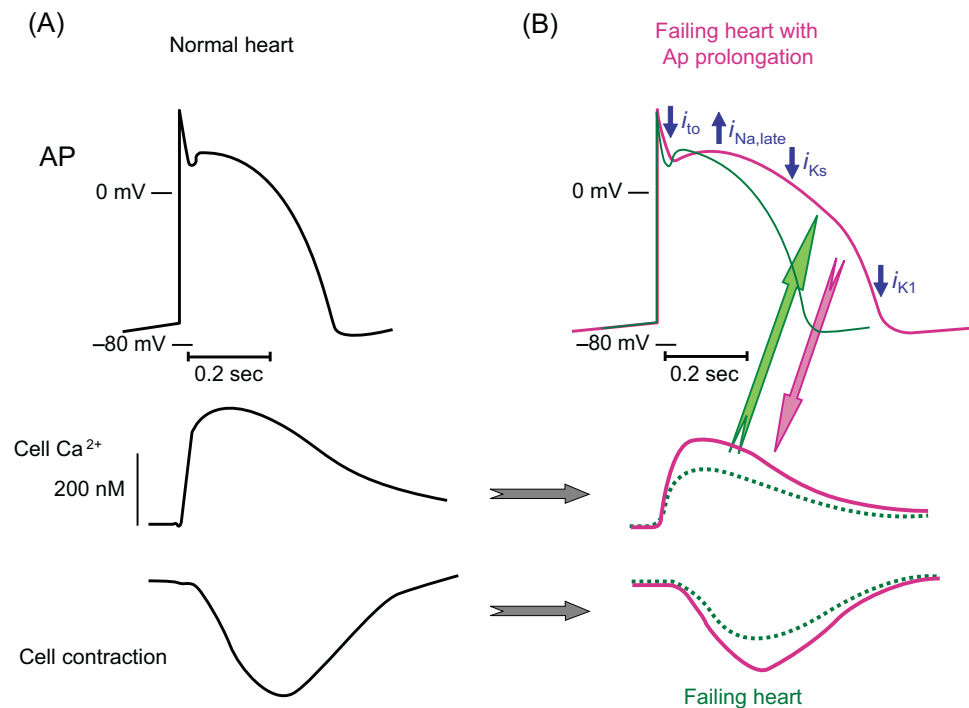 (A)
Normal heart
AP
0 mV
–80 mV
0.2 sec
Cell Ca²⁺
200 nM
Cell contraction
(B)
Failing heart with
Ap prolongation
i_to
i_Na,late
i_Ks
i_K1
0 mV
–80 mV
0.2 sec
Failing heart